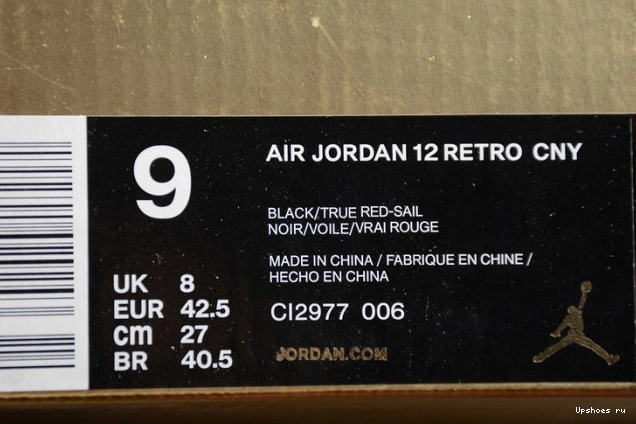 9
AIR JORDAN 12 RETRO CNY
BLACK/TRUE RED-SAIL
NOIR/VOILE/VRAI ROUGE
MADE IN CHINA / FABRIQUE EN CHINE /
HECHO EN CHINA
UK 8
EUR 42.5
cm 27
BR 40.5
CI2977 006
JORDAN.COM
Upshoes ru